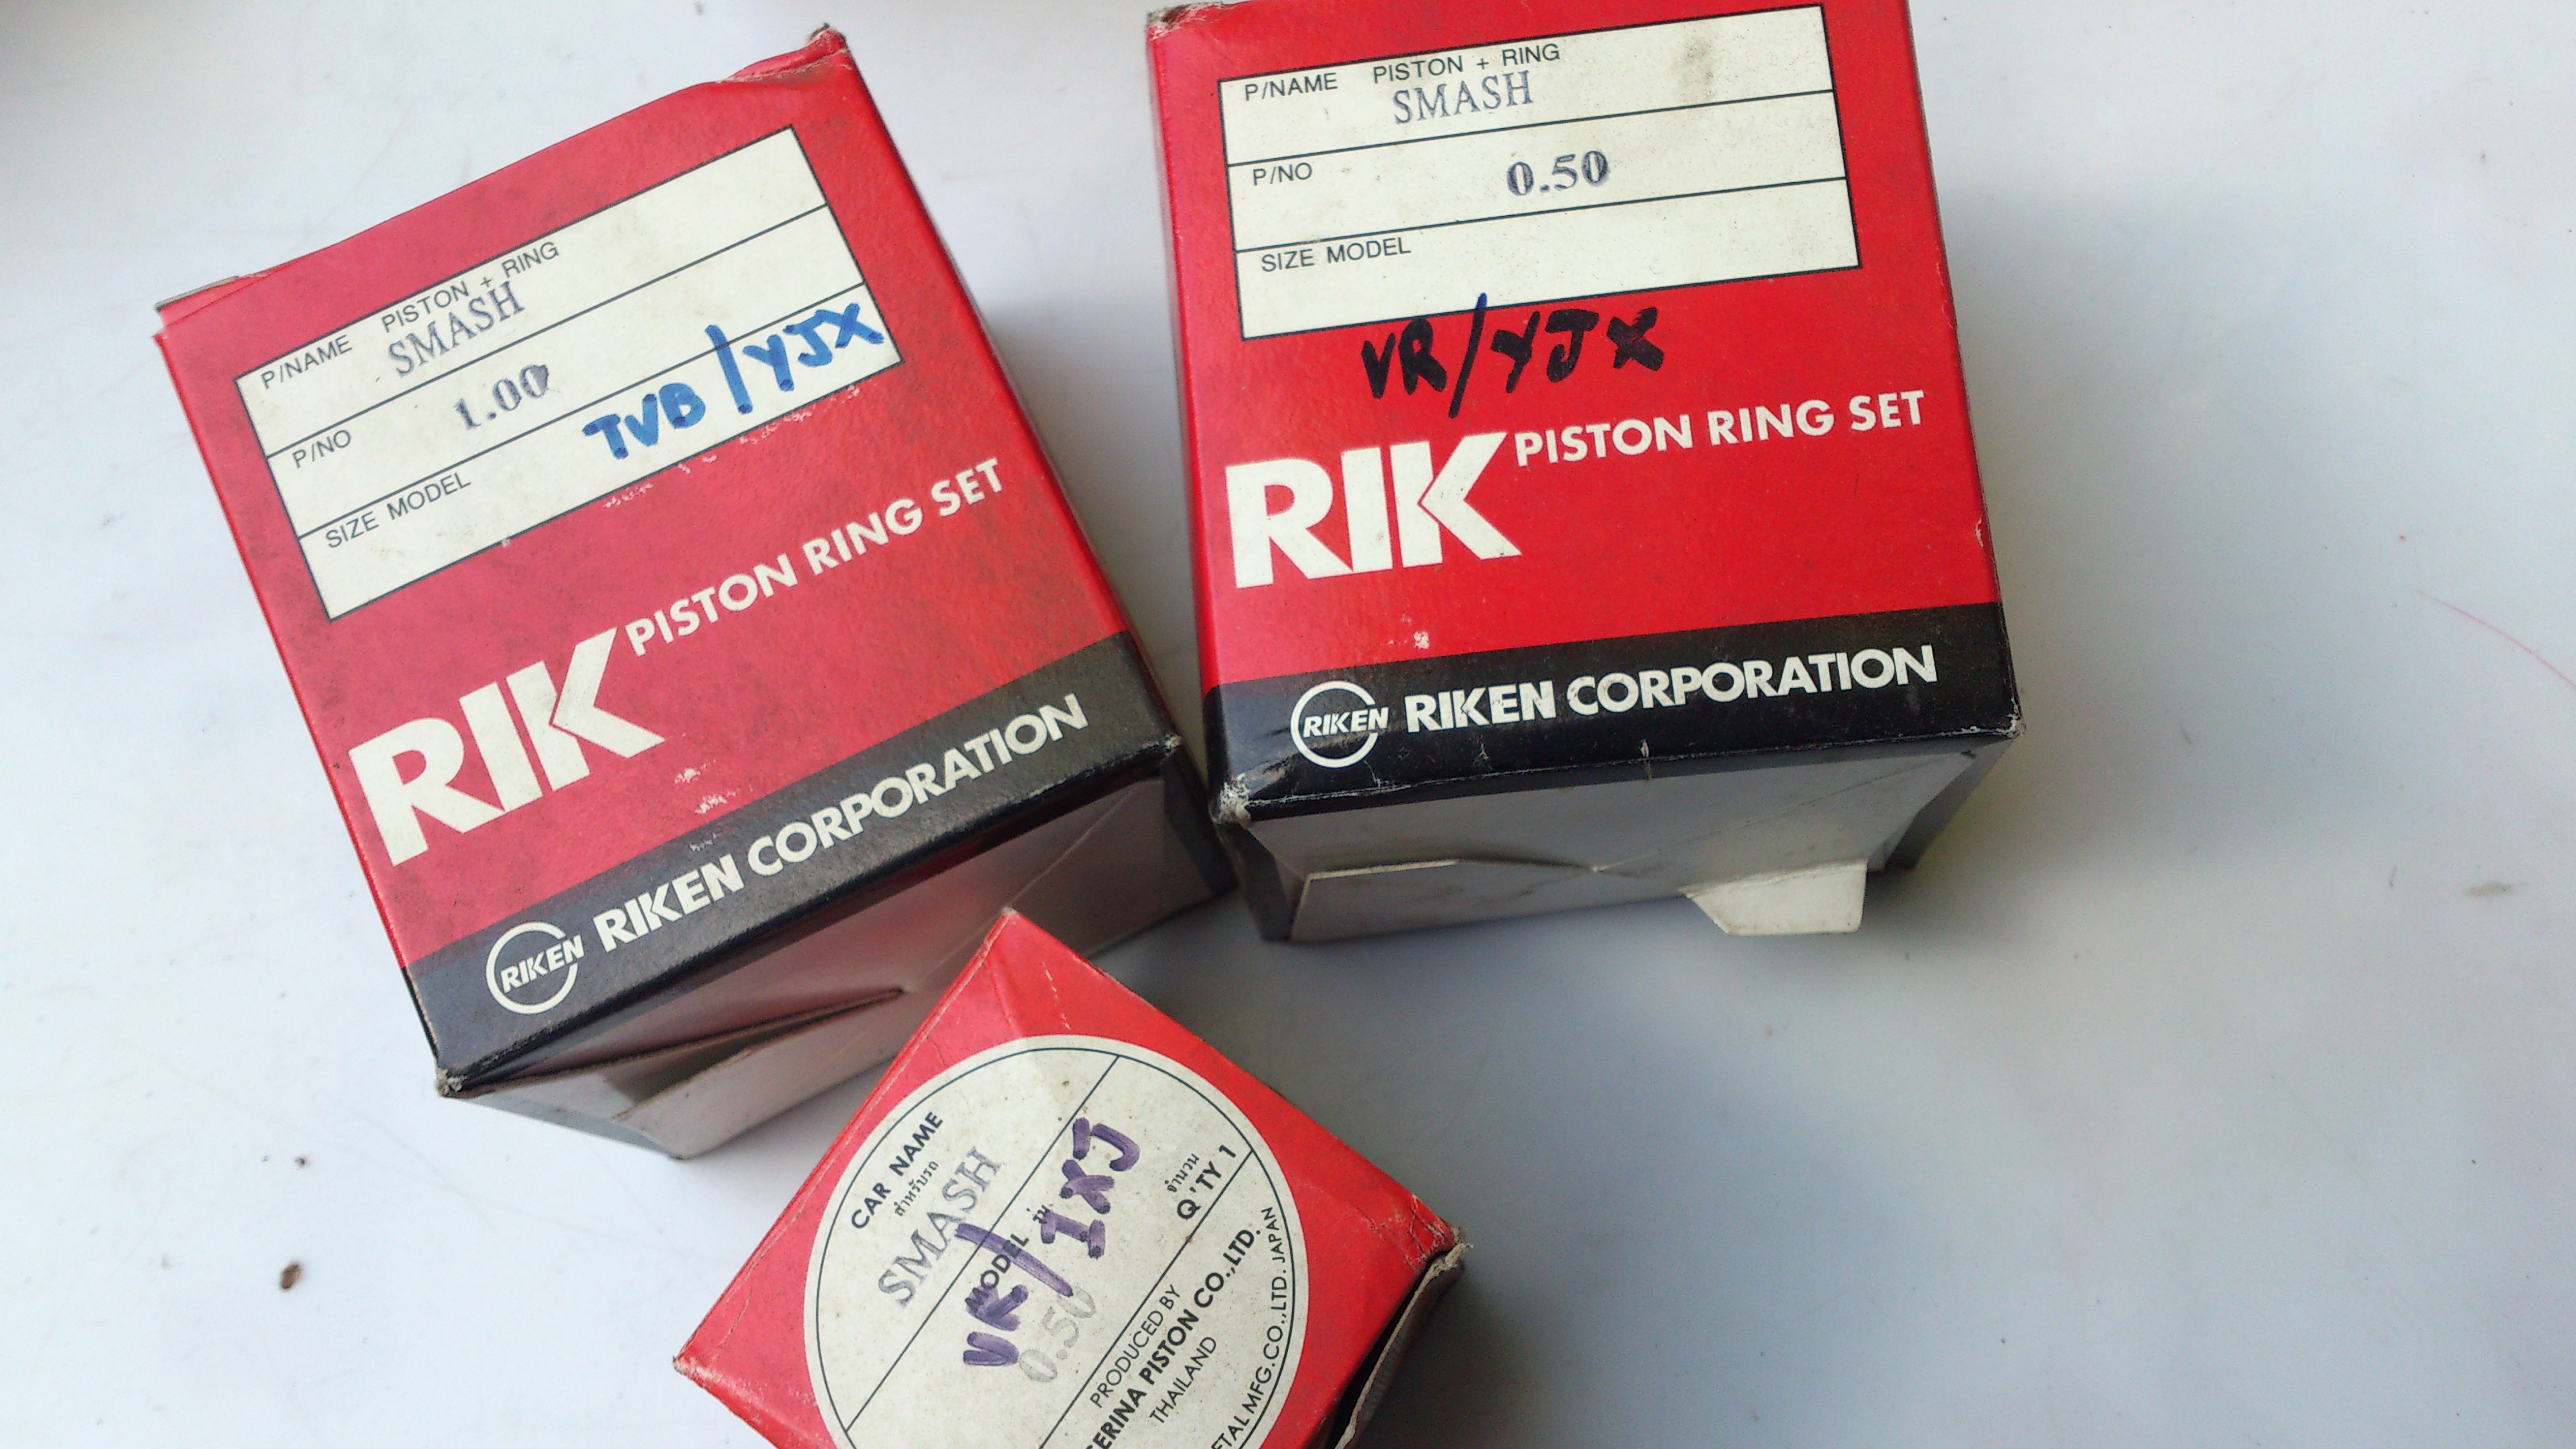 P/NAME PISTON + RING
SMASH
P/NO 1.00
TVB/YJX
SIZE MODEL
RIK PISTON RING SET
RIKEN RIKEN CORPORATION
P/NAME PISTON + RING
SMASH
P/NO 0.50
SIZE MODEL
VR/YJX
RIK PISTON RING SET
RIKEN RIKEN CORPORATION
CAR NAME
สำหรับรถ
SMASH
MODEL รุ่น
VR/1XJ
0.50
จำนวน
Q'TY 1
PRODUCED BY
SERINA PISTON CO.,LTD.
THAILAND
MFG.CO.,LTD. JAPAN